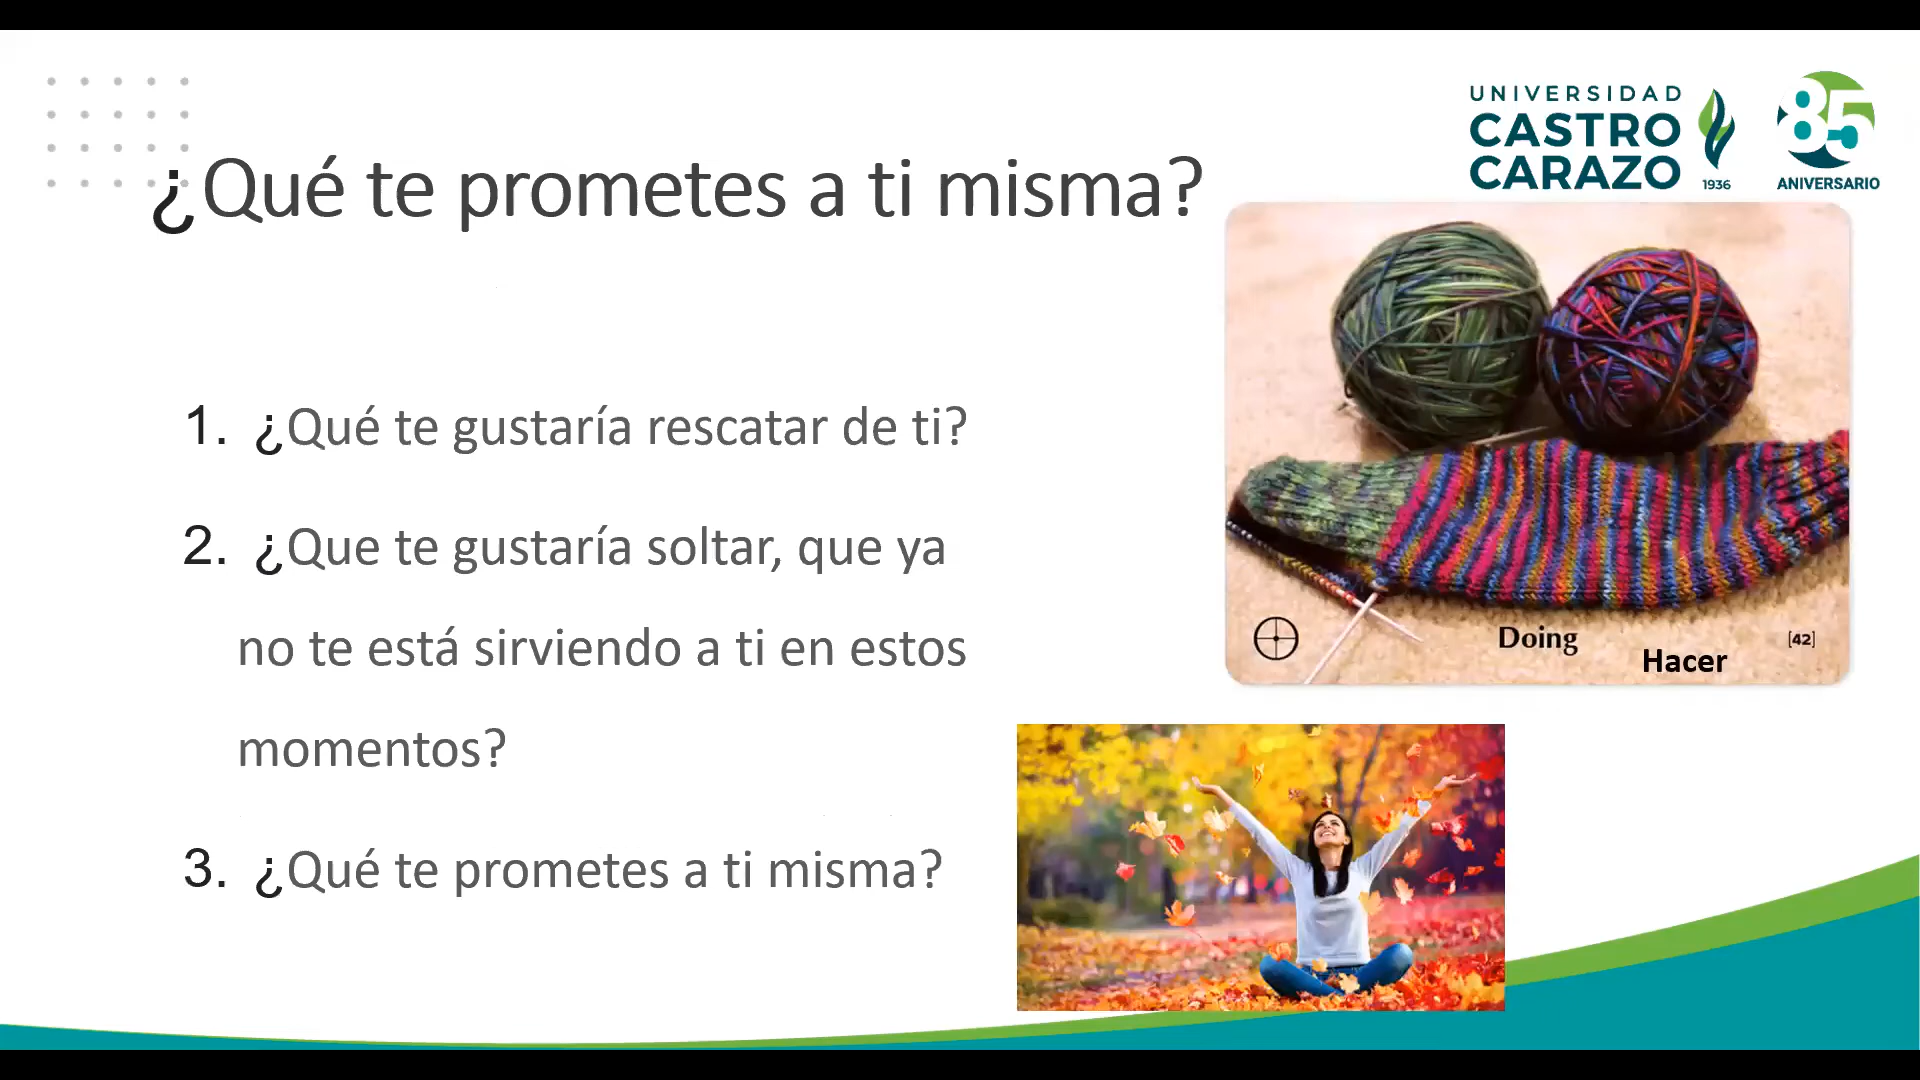 UNIVERSIDAD
CASTRO
CARAZO
1936
85
ANIVERSARIO
¿Qué te prometes a ti misma?
1. ¿Qué te gustaría rescatar de ti?
2. ¿Que te gustaría soltar, que ya
no te está sirviendo a ti en estos
momentos?
3. ¿Qué te prometes a ti misma?
Doing
Hacer
[42]